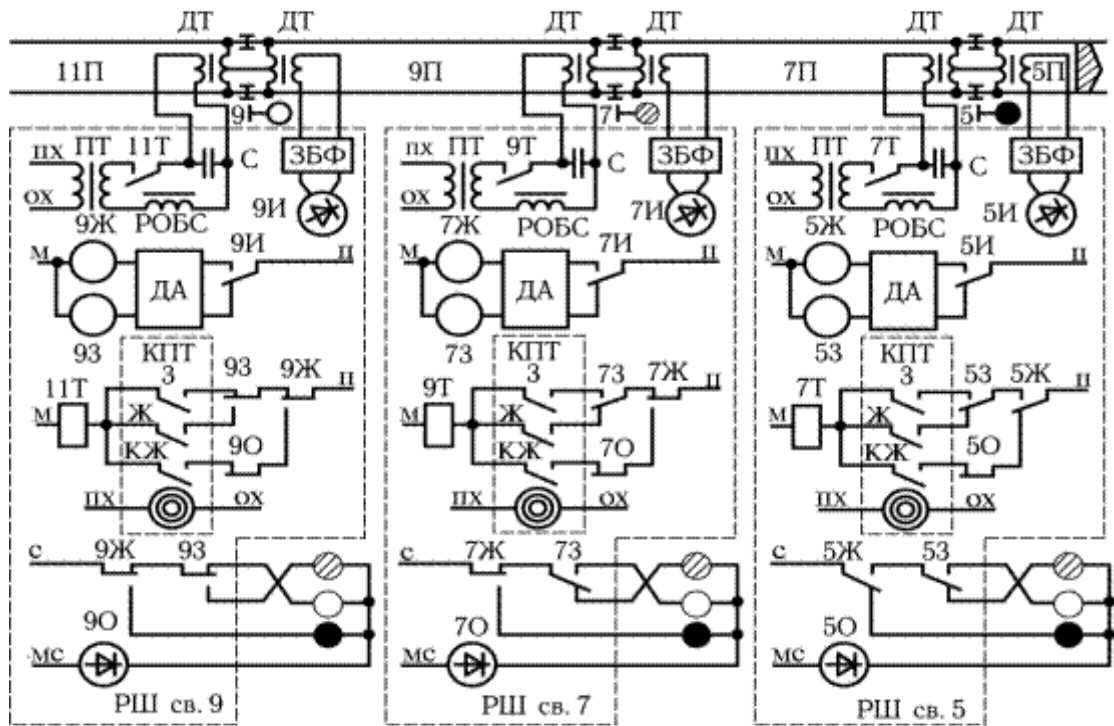 ДТ ДТ ДТ ДТ ДТ ДТ
11П 9П 7П 5П
9 7 5
ПТ 11Т С ЗБФ ПТ 9Т С ЗБФ ПТ 7Т С ЗБФ
пх пх пх
ох 9Ж РОБС 9И ох 7Ж РОБС 7И ох 5Ж РОБС 5И
м ДА 9И п м ДА 7И п м ДА 5И п
93 73 53
КПТ КПТ КПТ
11Т З 93 9Ж п 9Т З 73 7Ж п 7Т З 53 5Ж п
м Ж м Ж м Ж
КЖ 9О КЖ 7О КЖ 5О
пх ох пх ох пх ох
с 9Ж 93 с 7Ж 73 с 5Ж 53
9О 7О 5О
мс мс мс
РШ св. 9 РШ св. 7 РШ св. 5